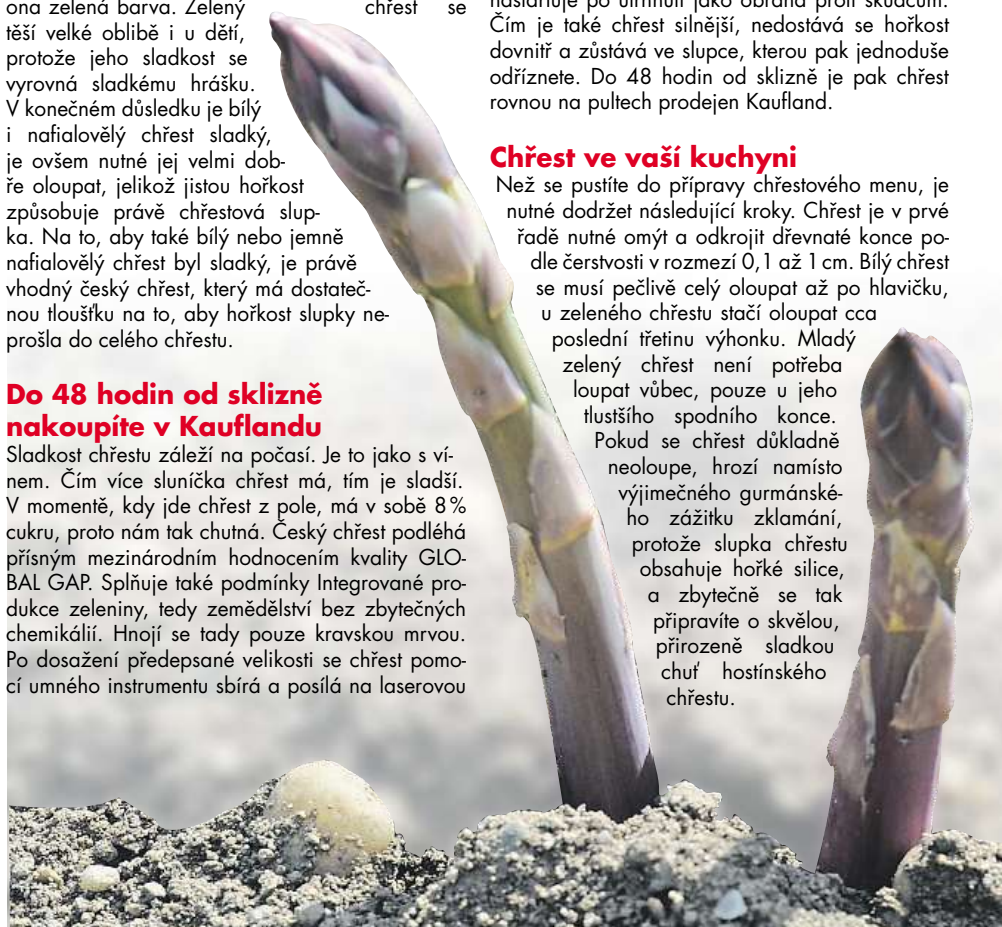 ona zelená barva. Zelený chřest se
těší velké oblibě i u dětí,
protože jeho sladkost se
vyrovná sladkému hrášku.
V konečném důsledku je bílý
i nafialovělý chřest sladký,
je ovšem nutné jej velmi dob-
ře oloupat, jelikož jistou hořkost
způsobuje právě chřestová slup-
ka. Na to, aby také bílý nebo jemně
nafialovělý chřest byl sladký, je právě
vhodný český chřest, který má dostateč-
nou tloušťku na to, aby hořkost slupky ne-
prošla do celého chřestu.
Do 48 hodin od sklizně
nakoupíte v Kauflandu
Sladkost chřestu záleží na počasí. Je to jako s ví-
nem. Čím více sluníčka chřest má, tím je sladší.
V momentě, kdy jde chřest z pole, má v sobě 8 %
cukru, proto nám tak chutná. Český chřest podléhá
přísným mezinárodním hodnocením kvality GLO-
BAL GAP. Splňuje také podmínky Integrované pro-
dukce zeleniny, tedy zemědělství bez zbytečných
chemikálií. Hnojí se tady pouze kravskou mrvou.
Po dosažení předepsané velikosti se chřest pomo-
cí umného instrumentu sbírá a posílá na laserovou
nastartuje po utrhnutí jako obrana proti škůdcům.
Čím je také chřest silnější, nedostává se hořkost
dovnitř a zůstává ve slupce, kterou pak jednoduše
odříznete. Do 48 hodin od sklizně je pak chřest
rovnou na pultech prodejen Kaufland.
Chřest ve vaší kuchyni
Než se pustíte do přípravy chřestového menu, je
nutné dodržet následující kroky. Chřest je v prvé
řadě nutné omýt a odkrojit dřevnaté konce po-
dle čerstvosti v rozmezí 0,1 až 1 cm. Bílý chřest
se musí pečlivě celý oloupat až po hlavičku,
u zeleného chřestu stačí oloupat cca
poslední třetinu výhonku. Mladý
zelený chřest není potřeba
loupat vůbec, pouze u jeho
tlustšího spodního konce.
Pokud se chřest důkladně
neoloupe, hrozí namísto
výjimečného gurmánské-
ho zážitku zklamání,
protože slupka chřestu
obsahuje hořké silice,
a zbytečně se tak
připravíte o skvělou,
přirozeně sladkou
chuť hostínského
chřestu.